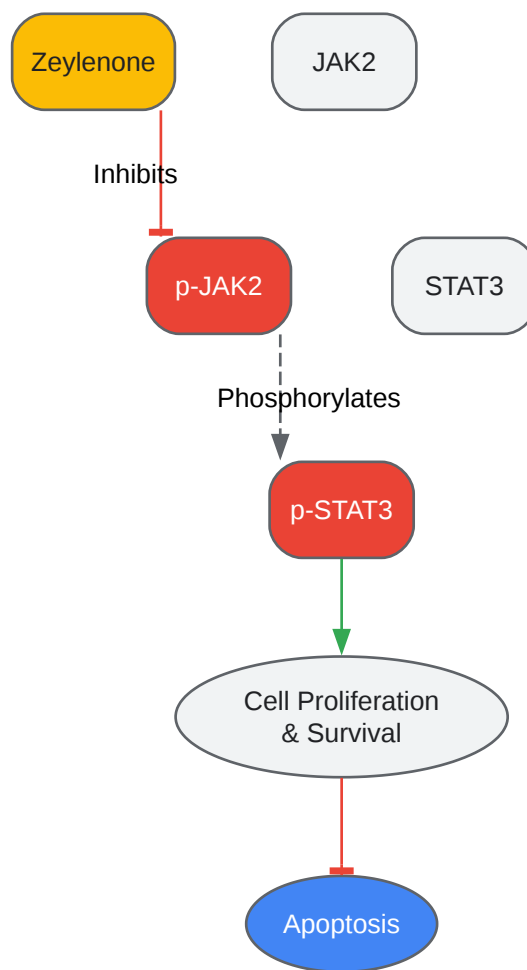 Zeylenone
JAK2
Inhibits
p-JAK2
STAT3
Phosphorylates
p-STAT3
Cell Proliferation
& Survival
Apoptosis